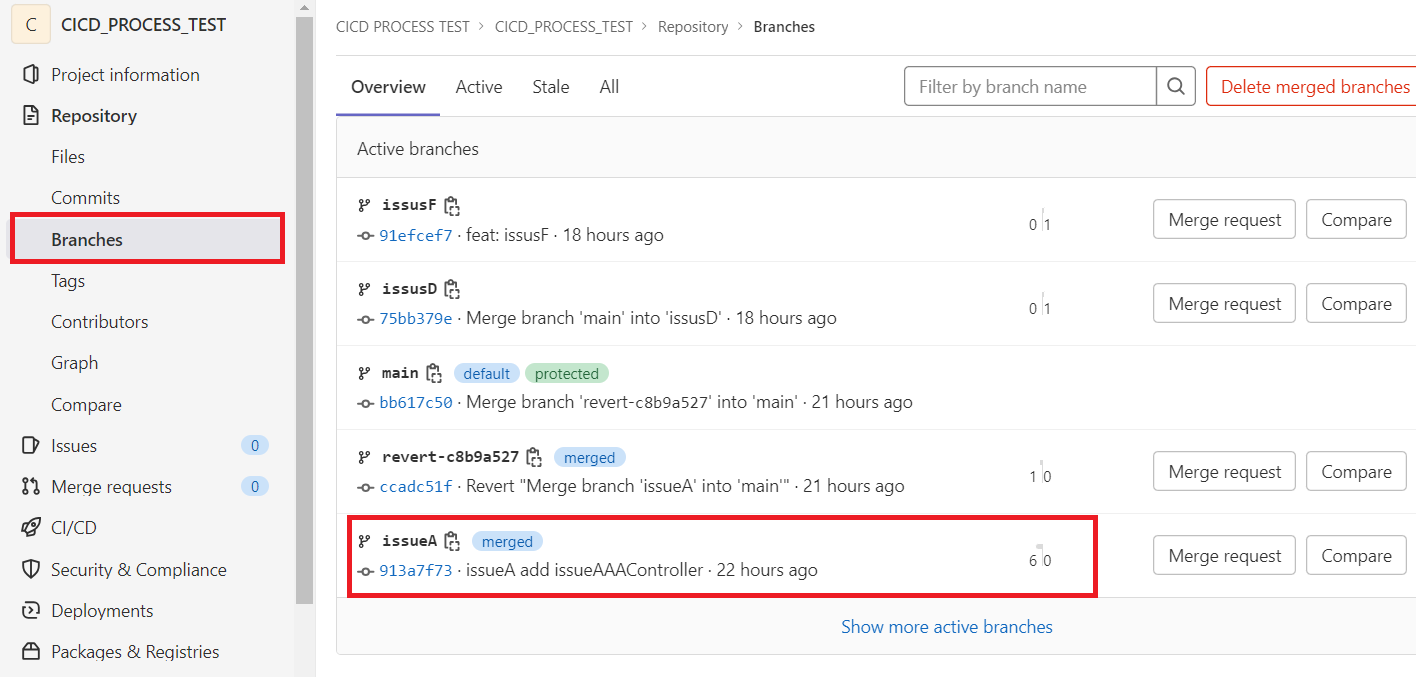 C CICD_PROCESS_TEST
Project information
Repository
Files
Commits
Branches
Tags
Contributors
Graph
Compare
Issues 0
Merge requests 0
CI/CD
Security & Compliance
Deployments
Packages & Registries
CICD PROCESS TEST > CICD_PROCESS_TEST > Repository > Branches
Overview Active Stale All Filter by branch name Delete merged branches
Active branches
issusF
91efcef7 · feat: issusF · 18 hours ago
0 1 Merge request Compare
issusD
75bb379e · Merge branch 'main' into 'issusD' · 18 hours ago
0 1 Merge request Compare
main default protected
bb617c50 · Merge branch 'revert-c8b9a527' into 'main' · 21 hours ago
revert-c8b9a527 merged
ccadc51f · Revert "Merge branch 'issueA' into 'main'" · 21 hours ago
1 0 Merge request Compare
issueA merged
913a7f73 · issueA add issueAAAController · 22 hours ago
6 0 Merge request Compare
Show more active branches